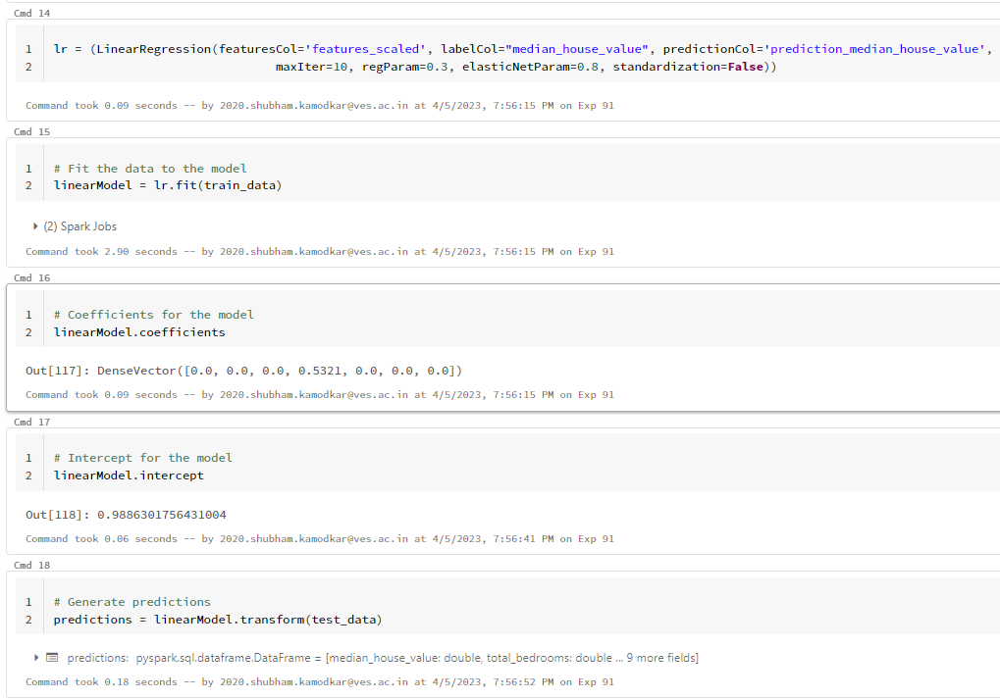 Cmd 14
1 lr = (LinearRegression(featuresCol='features_scaled', labelCol="median_house_value", predictionCol='prediction_median_house_value',
2 maxIter=10, regParam=0.3, elasticNetParam=0.8, standardization=False))
Command took 0.09 seconds -- by 2020.shubham.kamodkar@ves.ac.in at 4/5/2023, 7:56:15 PM on Exp 91
Cmd 15
1 # Fit the data to the model
2 linearModel = lr.fit(train_data)
(2) Spark Jobs
Command took 2.90 seconds -- by 2020.shubham.kamodkar@ves.ac.in at 4/5/2023, 7:56:15 PM on Exp 91
Cmd 16
1 # Coefficients for the model
2 linearModel.coefficients
Out[117]: DenseVector([0.0, 0.0, 0.0, 0.5321, 0.0, 0.0, 0.0])
Command took 0.09 seconds -- by 2020.shubham.kamodkar@ves.ac.in at 4/5/2023, 7:56:15 PM on Exp 91
Cmd 17
1 # Intercept for the model
2 linearModel.intercept
Out[118]: 0.9886301756431004
Command took 0.06 seconds -- by 2020.shubham.kamodkar@ves.ac.in at 4/5/2023, 7:56:41 PM on Exp 91
Cmd 18
1 # Generate predictions
2 predictions = linearModel.transform(test_data)
predictions: pyspark.sql.dataframe.DataFrame = [median_house_value: double, total_bedrooms: double ... 9 more fields]
Command took 0.18 seconds -- by 2020.shubham.kamodkar@ves.ac.in at 4/5/2023, 7:56:52 PM on Exp 91